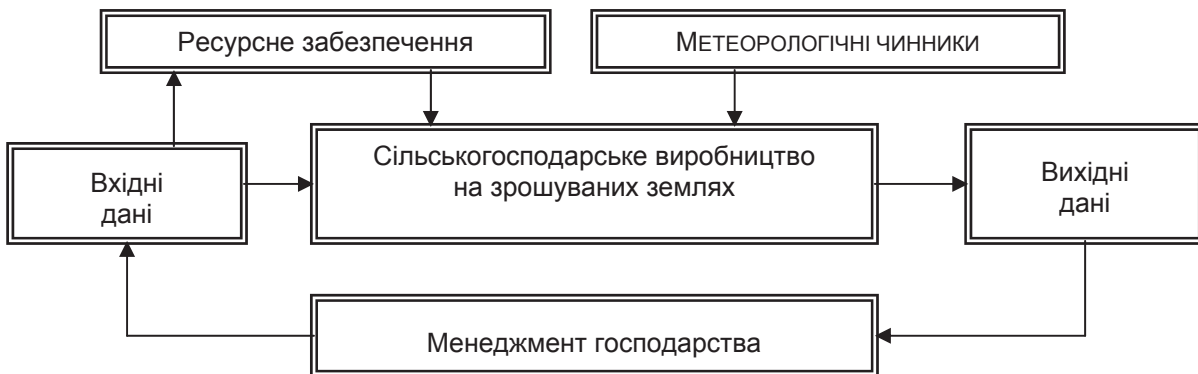 Ресурсне забезпечення
МЕТЕОРОЛОГІЧНІ ЧИННИКИ
Вхідні
дані
Сільськогосподарське виробництво
на зрошуваних землях
Вихідні
дані
Менеджмент господарства